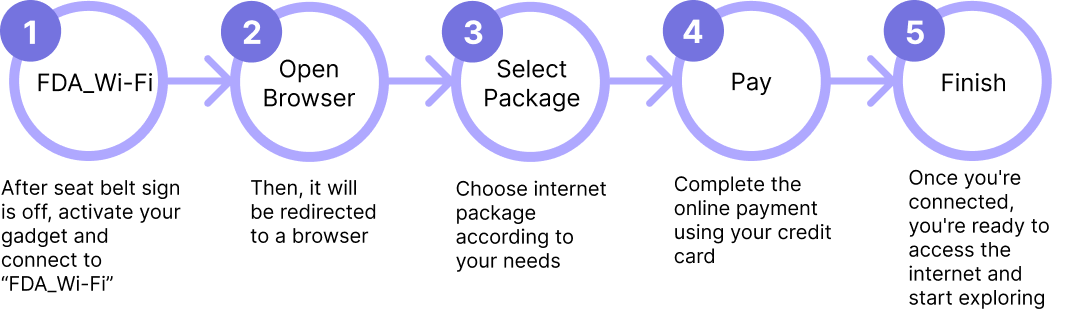 1
FDA_Wi-Fi
After seat belt sign
is off, activate your
gadget and
connect to
“FDA_Wi-Fi”
2
Open
Browser
Then, it will
be redirected
to a browser
3
Select
Package
Choose internet
package
according to
your needs
4
Pay
Complete the
online payment
using your credit
card
5
Finish
Once you're
connected,
you're ready to
access the
internet and
start exploring